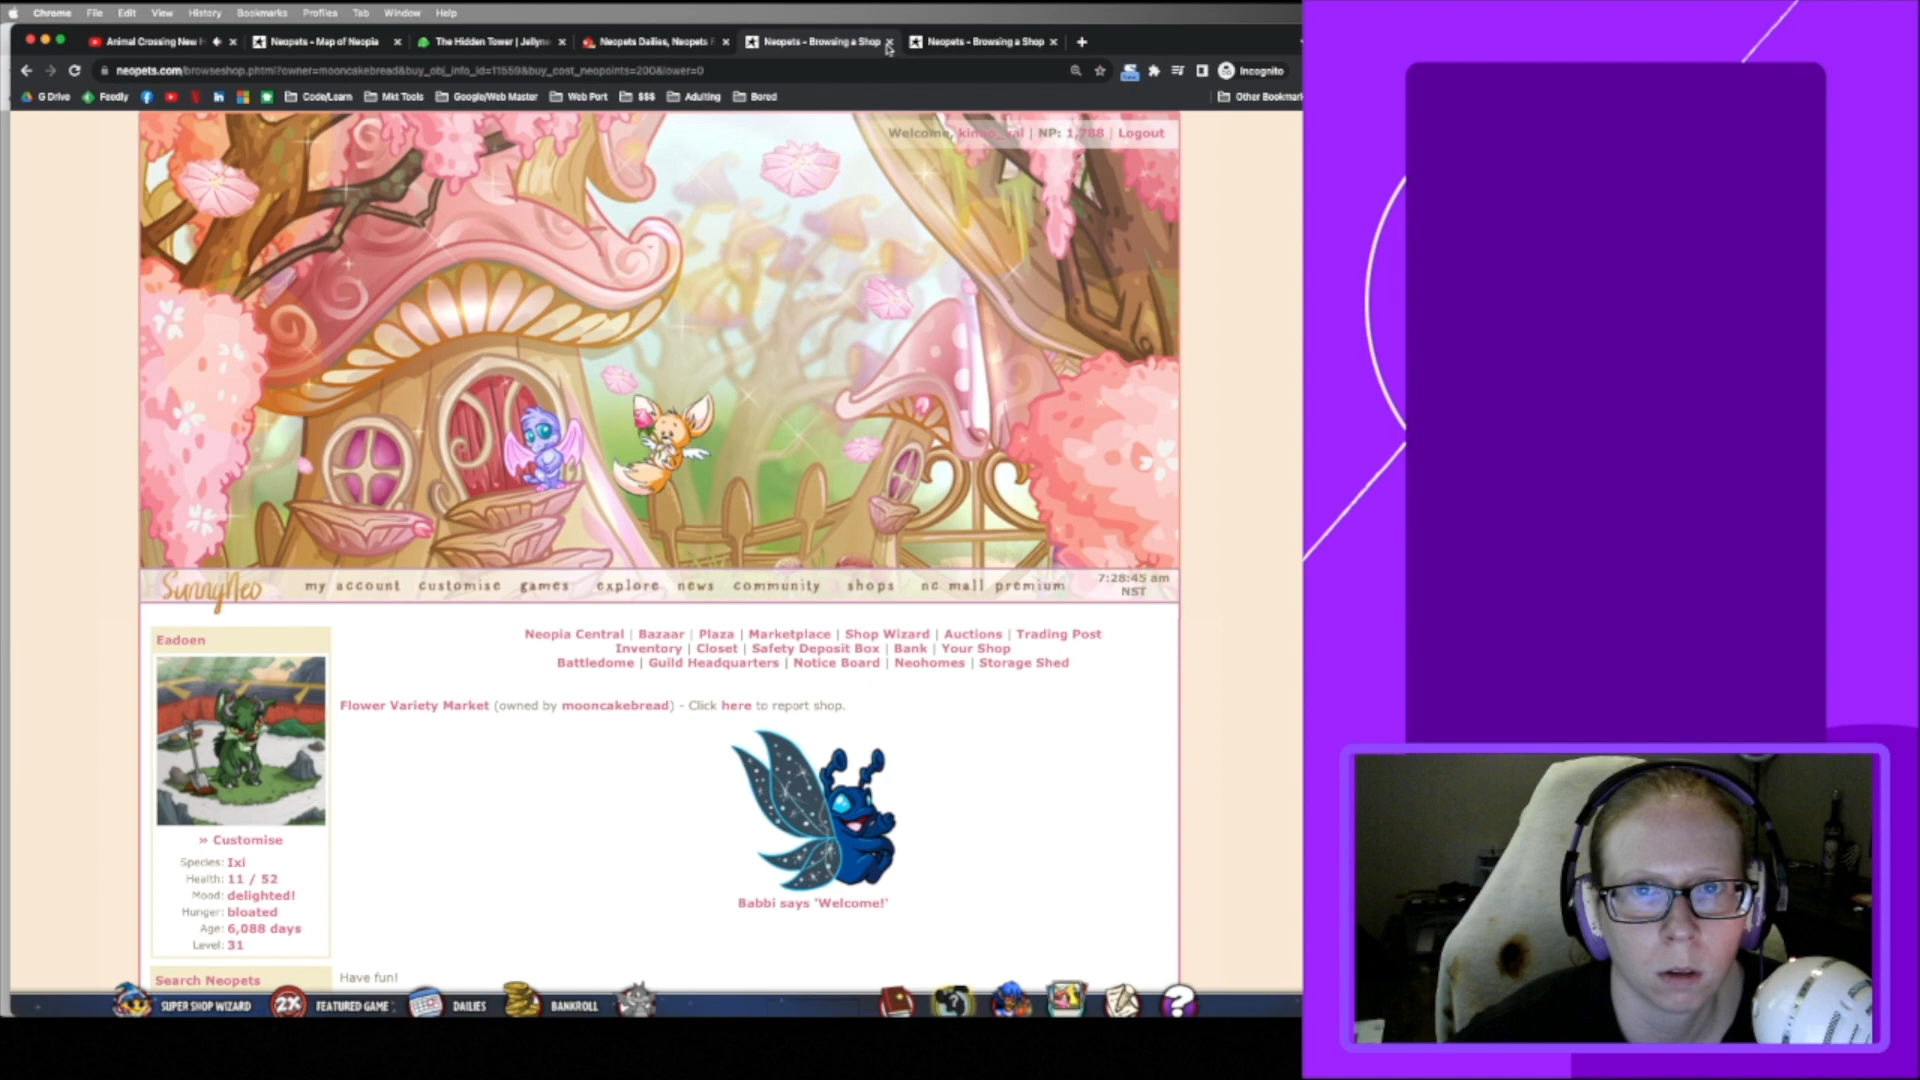 Chrome File Edit View History Bookmarks Profiles Tab Window Help
Animal Crossing New H
Neopets - Map of Neopia
The Hidden Tower | Jellyne
Neopets Dailies, Neopets F
Neopets - Browsing a Shop
Neopets - Browsing a Shop
neopets.com/browseshop.phtml?owner=mooncakebread&buy_obj_info_id=11559&buy_cost_neopoints=200&lower=0
Incognito
G Drive Feedly Code/Learn Mkt Tools Google/Web Master Web Port $$$ Adulting Bored Other Bookmar
Welcome, | NP: 1,788 | Logout
SunnyNeo
my account customise games explore news community shops nc mall premium
7:28:45 am
NST
Neopia Central | Bazaar | Plaza | Marketplace | Shop Wizard | Auctions | Trading Post
Inventory | Closet | Safety Deposit Box | Bank | Your Shop
Battledome | Guild Headquarters | Notice Board | Neohomes | Storage Shed
Eadoen
» Customise
Species: Ixi
Health: 11 / 52
Mood: delighted!
Hunger: bloated
Age: 6,088 days
Level: 31
Search Neopets
Flower Variety Market (owned by mooncakebread) - Click here to report shop.
Babbi says 'Welcome!'
Have fun!
SUPER SHOP WIZARD
2X
FEATURED GAME
DAILIES
BANKROLL